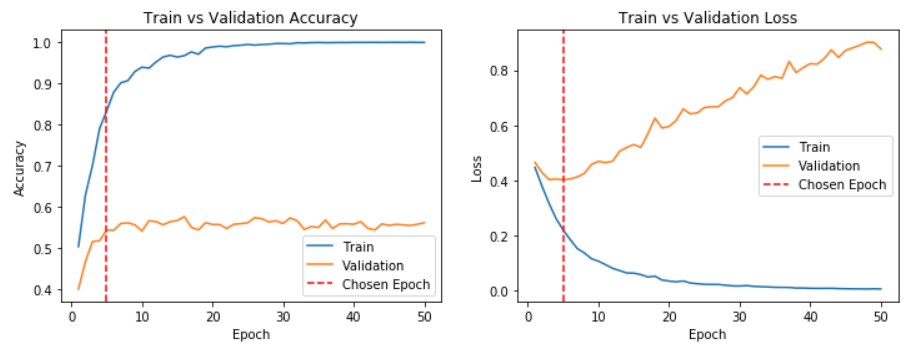 Train vs Validation Accuracy
1.0
0.9
0.8
0.7
0.6
0.5
0.4
Accuracy
0
10
20
30
40
50
Epoch
Train
Validation
Chosen Epoch
Train vs Validation Loss
0.8
0.6
0.4
0.2
0.0
Loss
0
10
20
30
40
50
Epoch
Train
Validation
Chosen Epoch